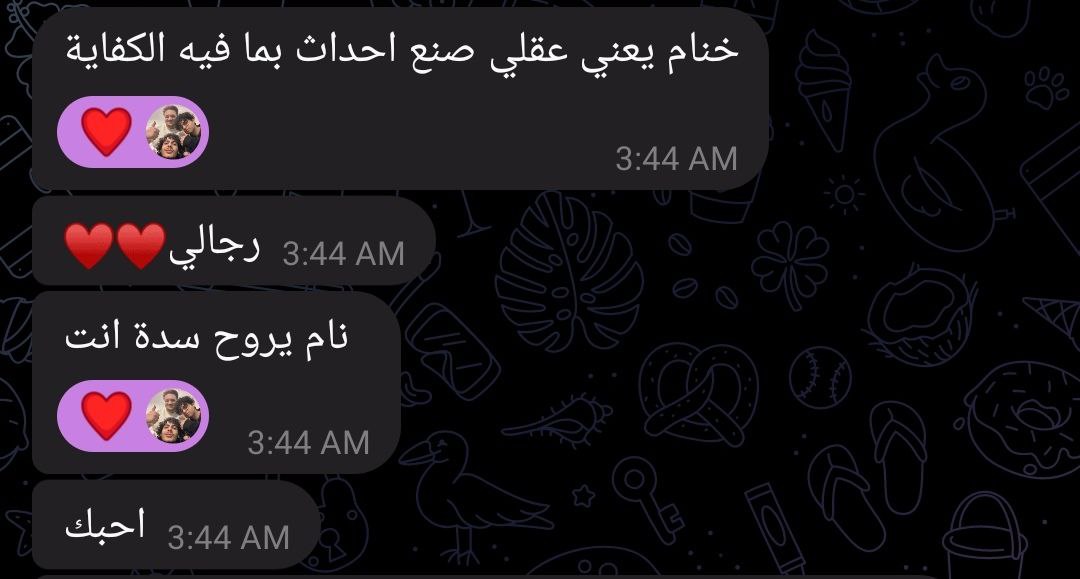 خنام يعني عقلي صنع احداث بما فيه الكفاية
❤️
3:44 AM
رجالي♥️♥️ 3:44 AM
نام يروح سدة انت
❤️
3:44 AM
احبك 3:44 AM